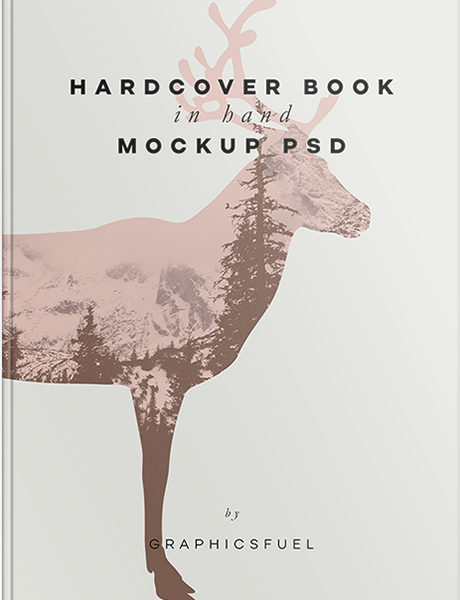 HARDCOVER BOOK
in hand
MOCKUP PSD
by
GRAPHICSFUEL